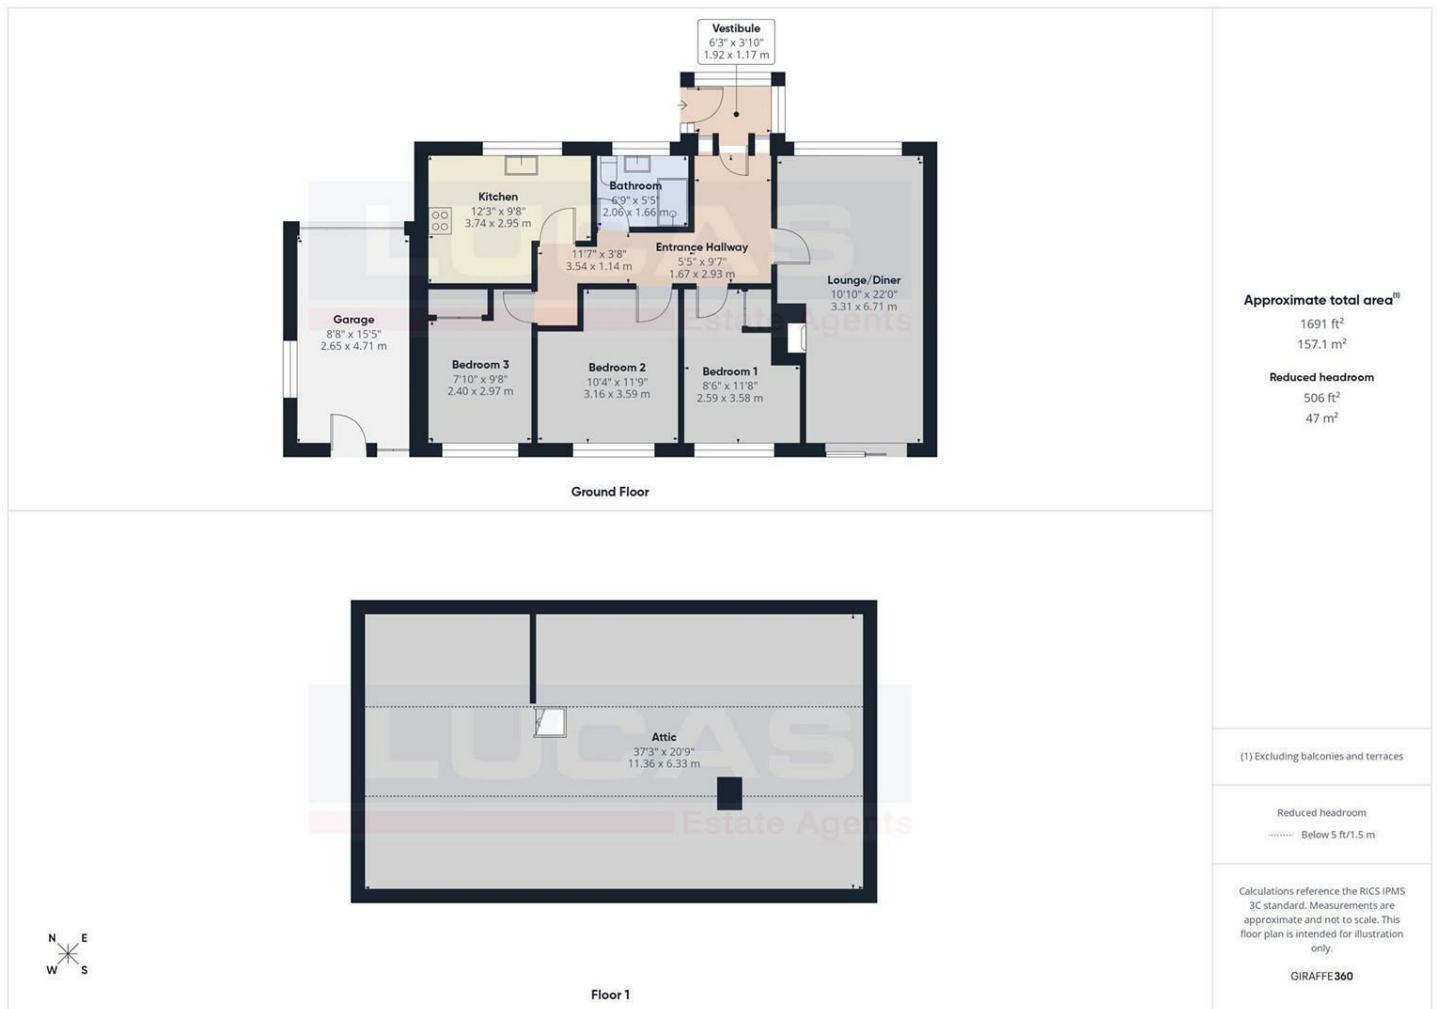 Vestibule
6'3" x 3'10"
1.92 x 1.17 m
Kitchen
12'3" x 9'8"
3.74 x 2.95 m
Bathroom
6'9" x 5'5"
2.06 x 1.66 m
11'7" x 3'8"
3.54 x 1.14 m
Entrance Hallway
5'5" x 9'7"
1.67 x 2.93 m
Lounge/Diner
10'10" x 22'0"
3.31 x 6.71 m
Garage
8'8" x 15'5"
2.65 x 4.71 m
Bedroom 3
7'10" x 9'8"
2.40 x 2.97 m
Bedroom 2
10'4" x 11'9"
3.16 x 3.59 m
Bedroom 1
8'6" x 11'8"
2.59 x 3.58 m
LUCAS
Estate Agents
Ground Floor
Attic
37'3" x 20'9"
11.36 x 6.33 m
LUCAS
Estate Agents
N E
W S
Floor 1
Approximate total area(1)
1691 ft²
157.1 m²
Reduced headroom
506 ft²
47 m²
(1) Excluding balconies and terraces
Reduced headroom
Below 5 ft/1.5 m
Calculations reference the RICS IPMS
3C standard. Measurements are
approximate and not to scale. This
floor plan is intended for illustration
only.
GIRAFFE360